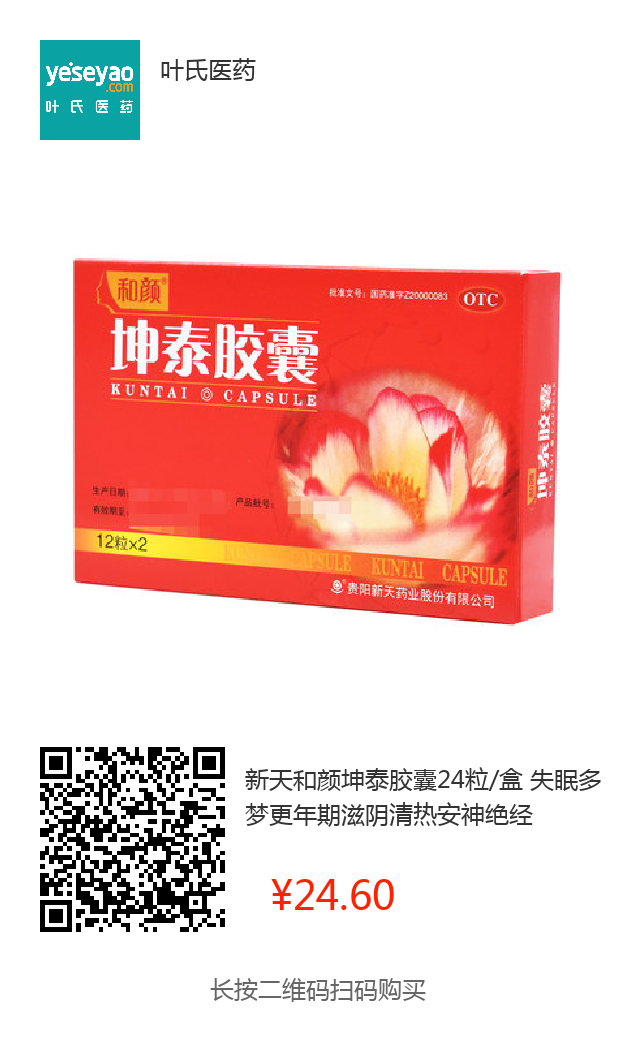 yeseyao
.com
叶氏医药
叶氏医药
和颜®
批准文号：国药准字Z20000083
OTC
坤泰胶囊
KUNTAI CAPSULE
坤泰胶囊
KUNTAI CAPSULE
生产日期：
产品批号：
有效期至：
12粒×2
KUNTAI CAPSULE KUNTAI CAPSULE
贵阳新天药业股份有限公司
新天和颜坤泰胶囊24粒/盒 失眠多
梦更年期滋阴清热安神绝经
¥24.60
长按二维码扫码购买